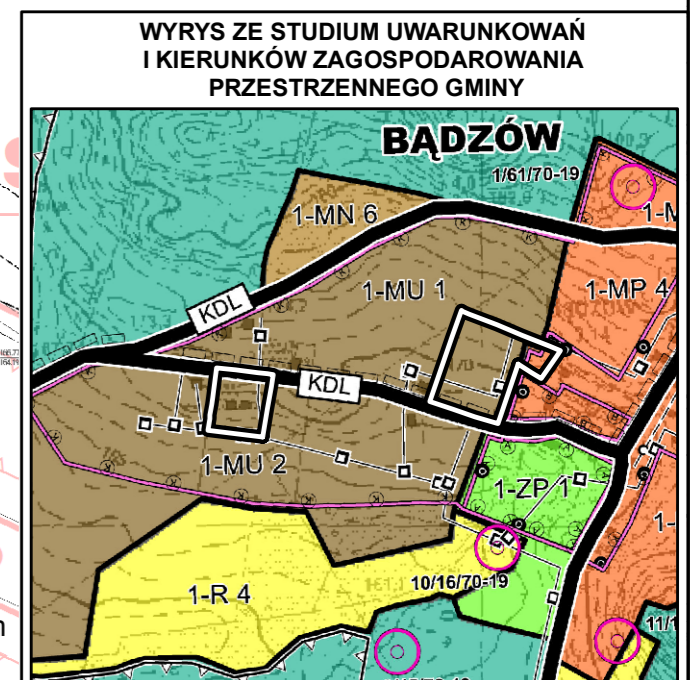 WYRYS ZE STUDIUM UWARUNKOWAŃ
I KIERUNKÓW ZAGOSPODAROWANIA
PRZESTRZENNEGO GMINY
BĄDZÓW
1/61/70-19
1-MN 6
1-MU 1
1-MP 4
KDL
KDL
1-MU 2
1-ZP 1
1-R 4
10/16/70-19